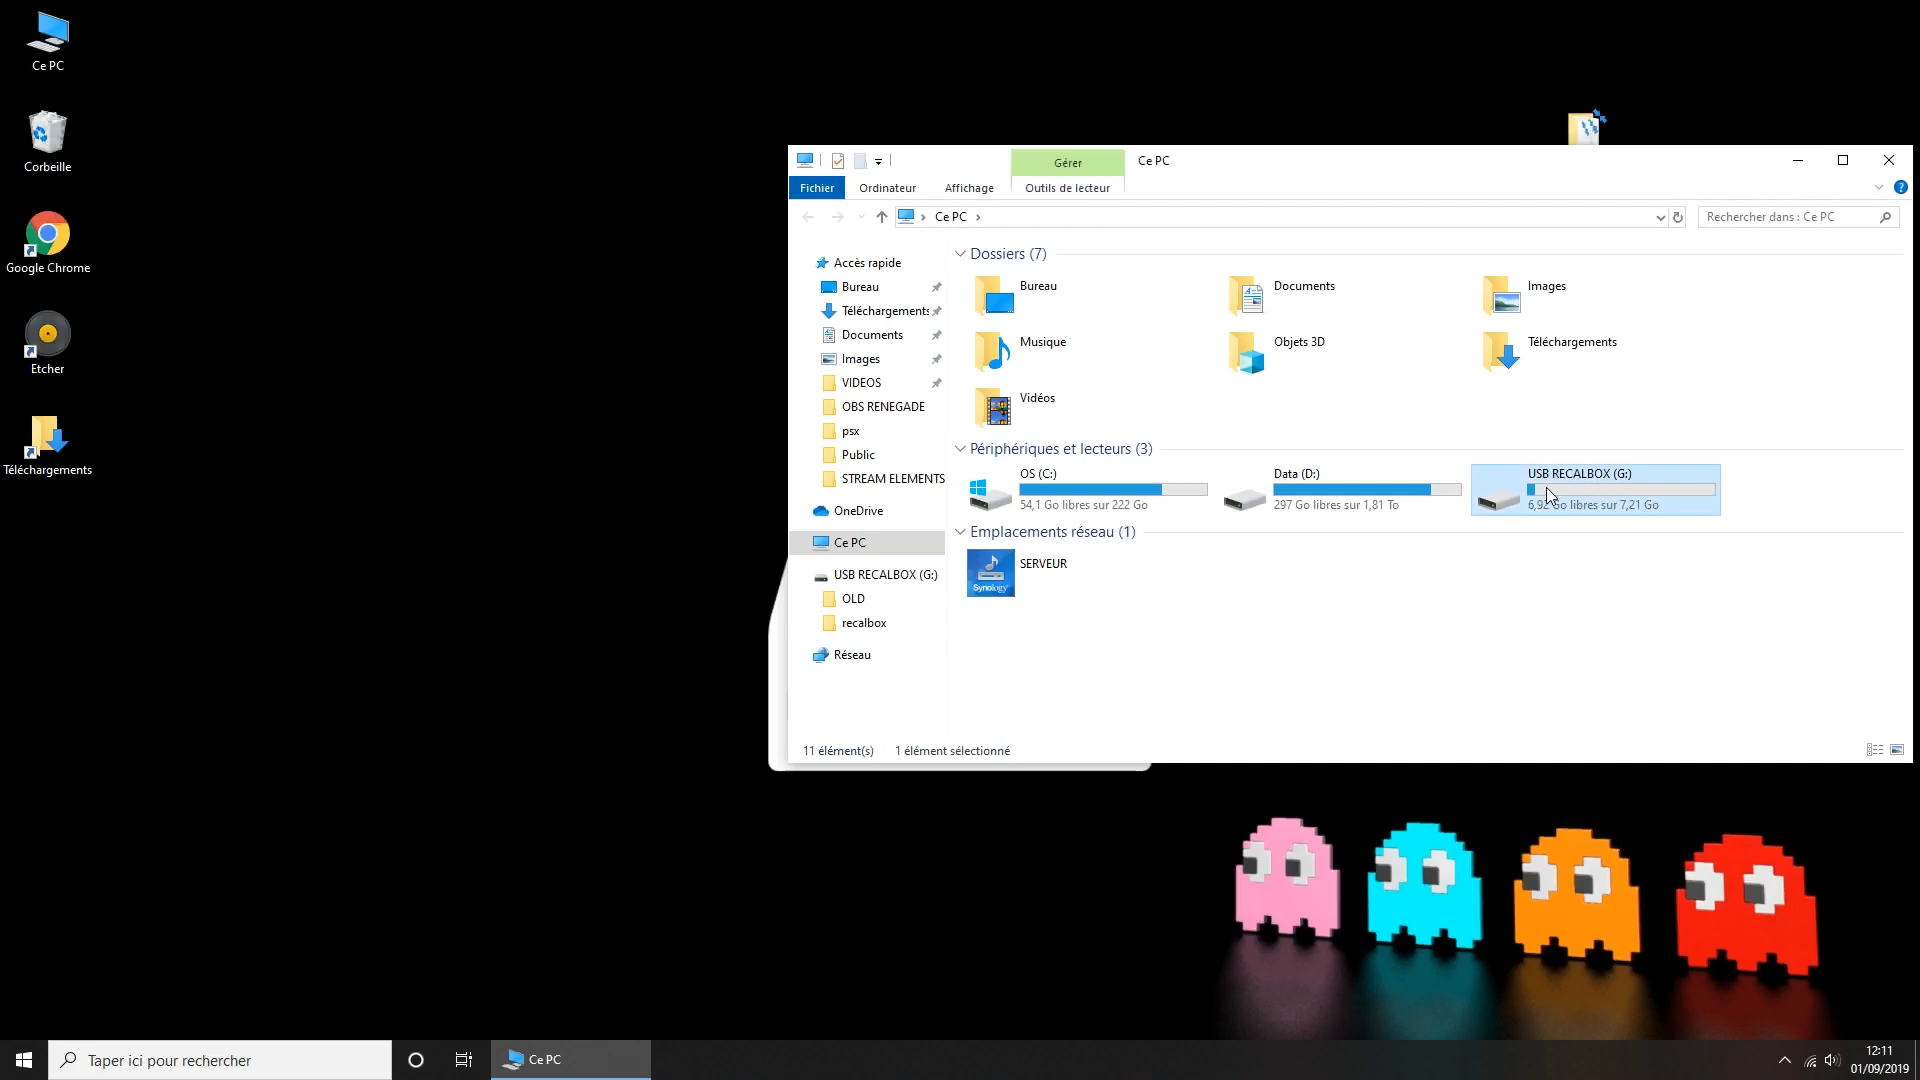 Ce PC
Corbeille
Google Chrome
Etcher
Téléchargements
Gérer
Ce PC
Fichier
Ordinateur
Affichage
Outils de lecteur
Ce PC
Rechercher dans : Ce PC
Accès rapide
Bureau
Téléchargements
Documents
Images
VIDEOS
OBS RENEGADE
psx
Public
STREAM ELEMENTS
OneDrive
Ce PC
USB RECALBOX (G:)
OLD
recalbox
Réseau
Dossiers (7)
Bureau
Documents
Images
Musique
Objets 3D
Téléchargements
Vidéos
Périphériques et lecteurs (3)
OS (C:)
54,1 Go libres sur 222 Go
Data (D:)
297 Go libres sur 1,81 To
USB RECALBOX (G:)
6,92 Go libres sur 7,21 Go
Emplacements réseau (1)
Synology
SERVEUR
11 élément(s)
1 élément sélectionné
Taper ici pour rechercher
Ce PC
12:11
01/09/2019